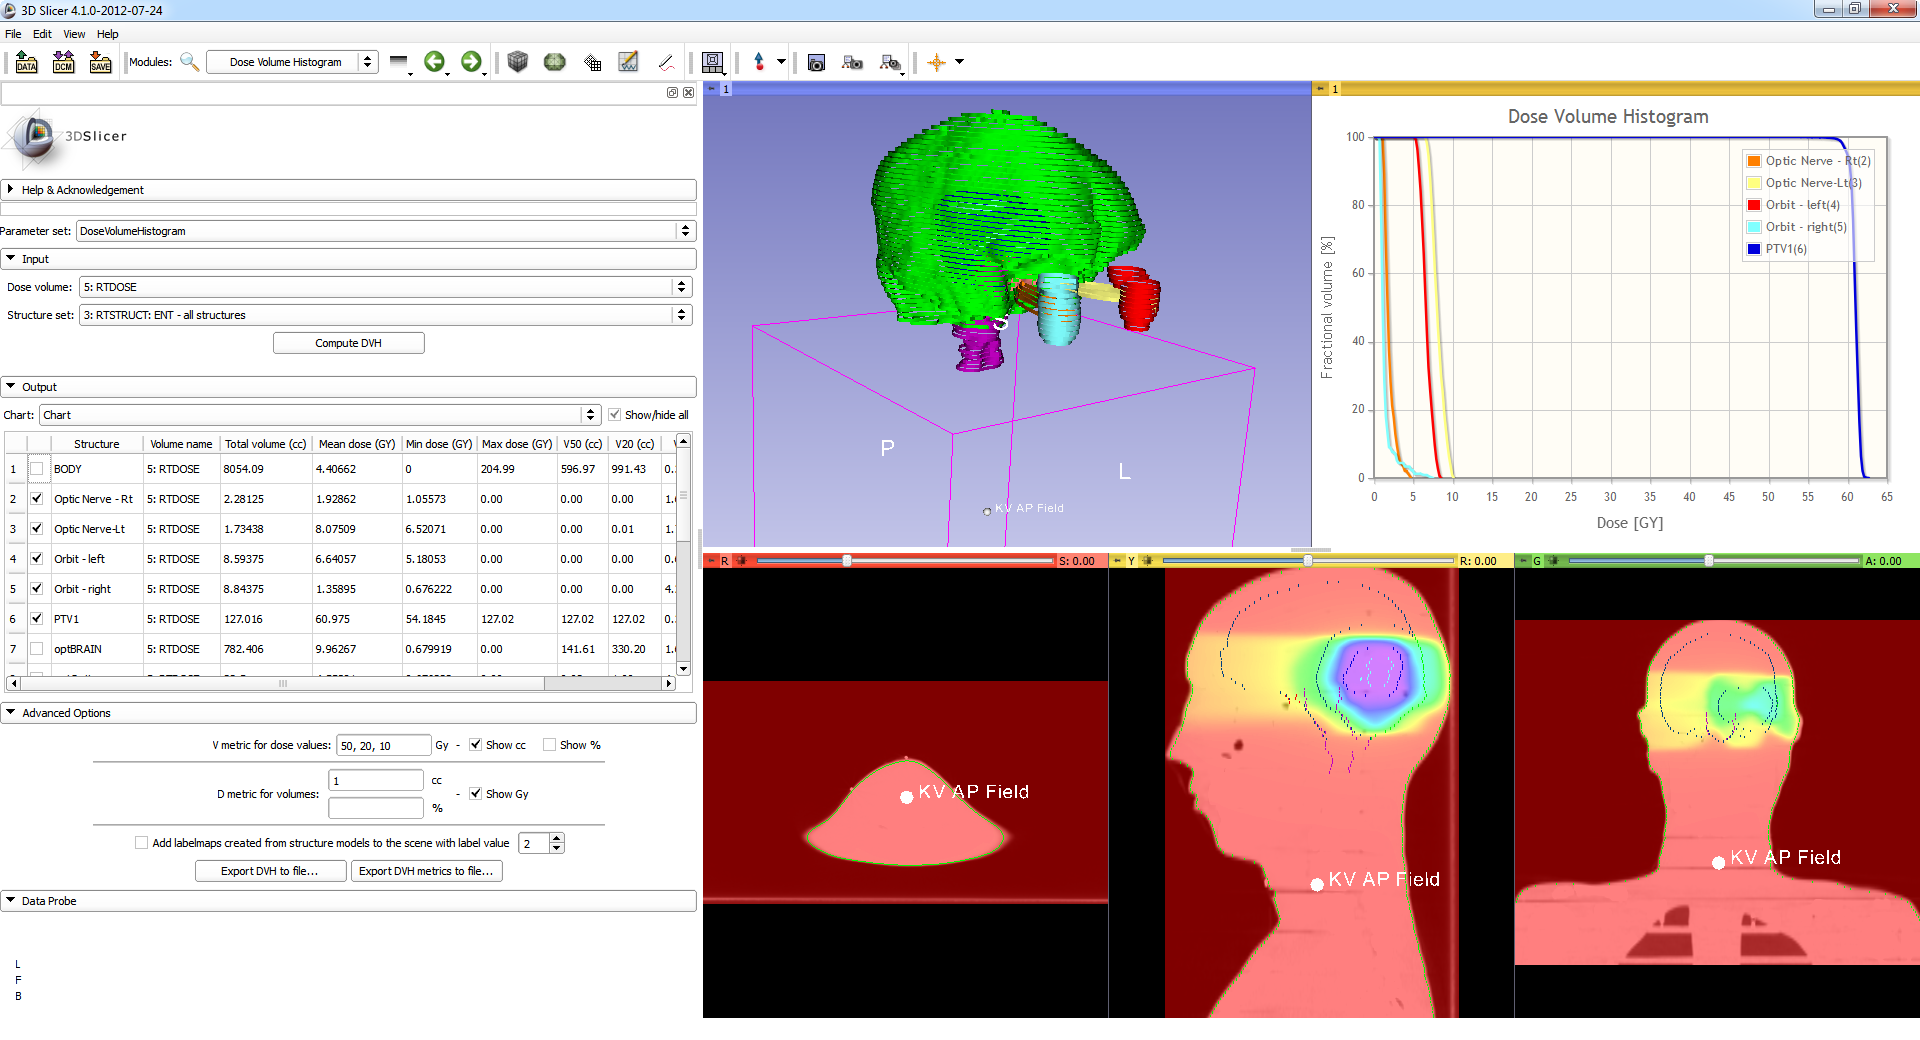 3D Slicer 4.1.0-2012-07-24
File Edit View Help
DATA DCM SAVE Modules: Dose Volume Histogram
3DSlicer
Help & Acknowledgement
Parameter set: DoseVolumeHistogram
Input
Dose volume: 5: RTDOSE
Structure set: 3: RTSTRUCT: ENT - all structures
Compute DVH
Output
Chart: Chart Show/hide all
Structure Volume name Total volume (cc) Mean dose (GY) Min dose (GY) Max dose (GY) V50 (cc) V20 (cc)
1 BODY 5: RTDOSE 8054.09 4.40662 0 204.99 596.97 991.43 0.
2 Optic Nerve - Rt 5: RTDOSE 2.28125 1.92862 1.05573 0.00 0.00 0.00 1.
3 Optic Nerve-Lt 5: RTDOSE 1.73438 8.07509 6.52071 0.00 0.00 0.01 1.
4 Orbit - left 5: RTDOSE 8.59375 6.64057 5.18053 0.00 0.00 0.00 0.
5 Orbit - right 5: RTDOSE 8.84375 1.35895 0.676222 0.00 0.00 0.00 4.
6 PTV1 5: RTDOSE 127.016 60.975 54.1845 127.02 127.02 127.02 0.
7 optBRAIN 5: RTDOSE 782.406 9.96267 0.679919 0.00 141.61 330.20 1.
Advanced Options
V metric for dose values: 50, 20, 10 Gy - Show cc Show %
D metric for volumes: 1 cc
% - Show Gy
Add labelmaps created from structure models to the scene with label value 2
Export DVH to file... Export DVH metrics to file...
Data Probe
L
F
B
1
S
P
L
KV AP Field
1
Dose Volume Histogram
Fractional volume [%]
100
80
60
40
20
0
Optic Nerve - Rt(2)
Optic Nerve-Lt(3)
Orbit - left(4)
Orbit - right(5)
PTV1(6)
0 5 10 15 20 25 30 35 40 45 50 55 60 65
Dose [GY]
R S: 0.00
KV AP Field
Y R: 0.00
KV AP Field
G A: 0.00
KV AP Field